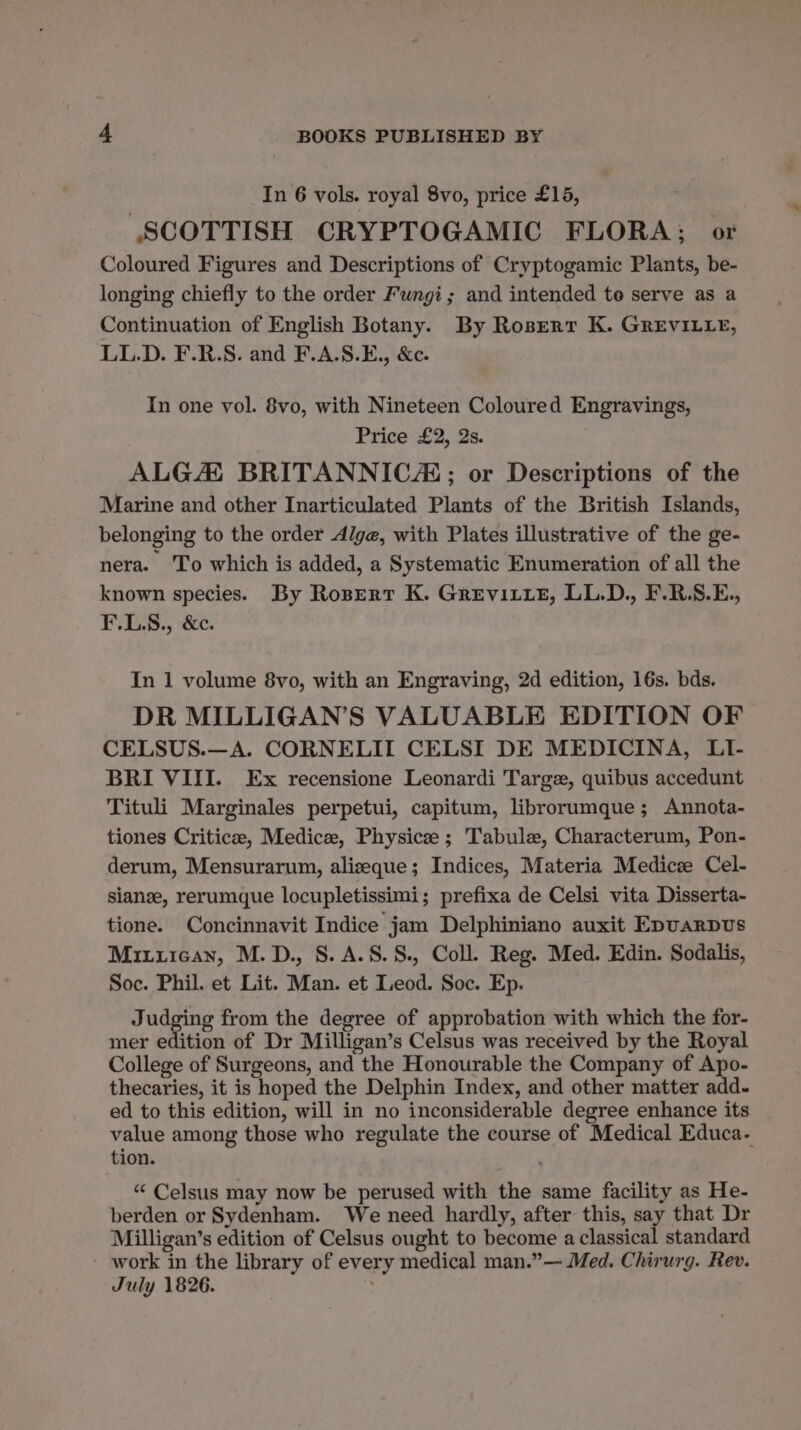 4 BOOKS PUBLISHED BY
In 6 vols. royal 8vo, price £15,
SCOTTISH CRYPTOGAMIC FLORA; or
Coloured Figures and Descriptions of Cryptogamic Plants, be-
longing chiefly to the order Fungi; and intended to serve as a
Continuation of English Botany. By ROBERT K. GREVILLE,
LL.D. F.R.S. and F.A.S.E., &c.
In one vol. 8vo, with Nineteen Coloured Engravings,
Price £2, 2s.
ALGÆ BRITANNICÆ; or Descriptions of the
Marine and other Inarticulated Plants of the British Islands,
belonging to the order Algæ, with Plates illustrative of the ge-
nera. To which is added, a Systematic Enumeration of all the
known species. By ROBERT K. GREVILLE, LL.D., F.R.S.E.,
F.L.S., &c.
In 1 volume 8vo, with an Engraving, 2d edition, 16s. bds.
DR MILLIGAN'S VALUABLE EDITION OF
CELSUS.—A. CORNELII CELSI DE MEDICINA, LI-
BRI VIII. Ex recensione Leonardi Targæ, quibus accedunt
Tituli Marginales perpetui, capitum, librorumque; Annota-
tiones Criticæ, Medicæ, Physicæ; Tabulæ, Characterum, Pon-
derum, Mensurarum, aliæque; Indices, Materia Medicæ Cel-
sianæ, rerumque locupletissimi; prefixa de Celsi vita Disserta-
tione. Concinnavit Indice jam Delphiniano auxit EDUARDUS
MILLIGAN, M. D., S. A. S. S., Coll. Reg. Med. Edin. Sodalis,
Soc. Phil. et Lit. Man. et Leod. Soc. Ep.
Judging from the degree of approbation with which the for-
mer edition of Dr Milligan's Celsus was received by the Royal
College of Surgeons, and the Honourable the Company of Apo-
thecaries, it is hoped the Delphin Index, and other matter add-
ed to this edition, will in no inconsiderable degree enhance its
value among those who regulate the course of Medical Educa-
tion.
“ Celsus may now be perused with the same facility as He-
berden or Sydenham. We need hardly, after this, say that Dr
Milligan's edition of Celsus ought to become a classical standard
work in the library of every medical man.”—Med. Chirurg. Rev.
July 1826.